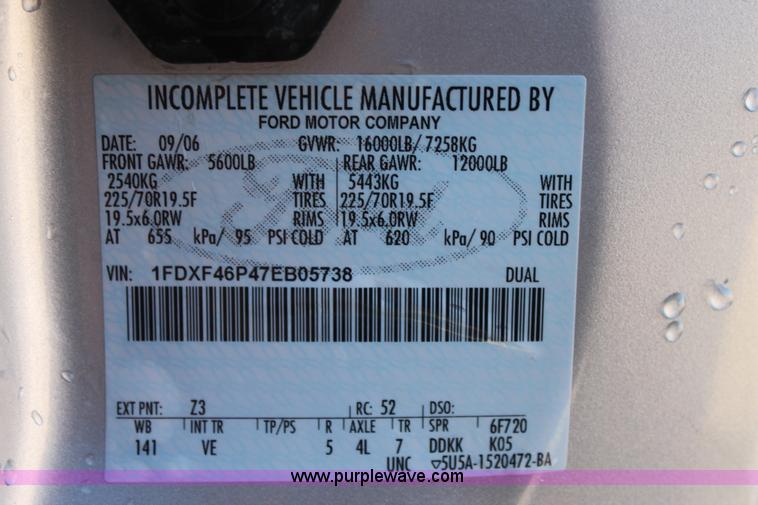 INCOMPLETE VEHICLE MANUFACTURED BY
FORD MOTOR COMPANY
DATE: 09/06 GVWR: 16000LB/ 7258KG
FRONT GAWR: 5600LB REAR GAWR: 12000LB
2540KG WITH 5443KG WITH
225/70R19.5F TIRES 225/70R19.5F TIRES
19.5x6.0RW RIMS 19.5x6.0RW RIMS
AT 655 kPa/ 95 PSI COLD AT 620 kPa/ 90 PSI COLD
VIN: 1FDXF46P47EB05738 DUAL
EXT PNT: Z3 RC: 52 DSO:
WB INT TR TP/PS R AXLE TR SPR 6F720
141 VE 5 4L 7 DDKK K05
UNC ▽5U5A-1520472-BA
www.purplewave.com